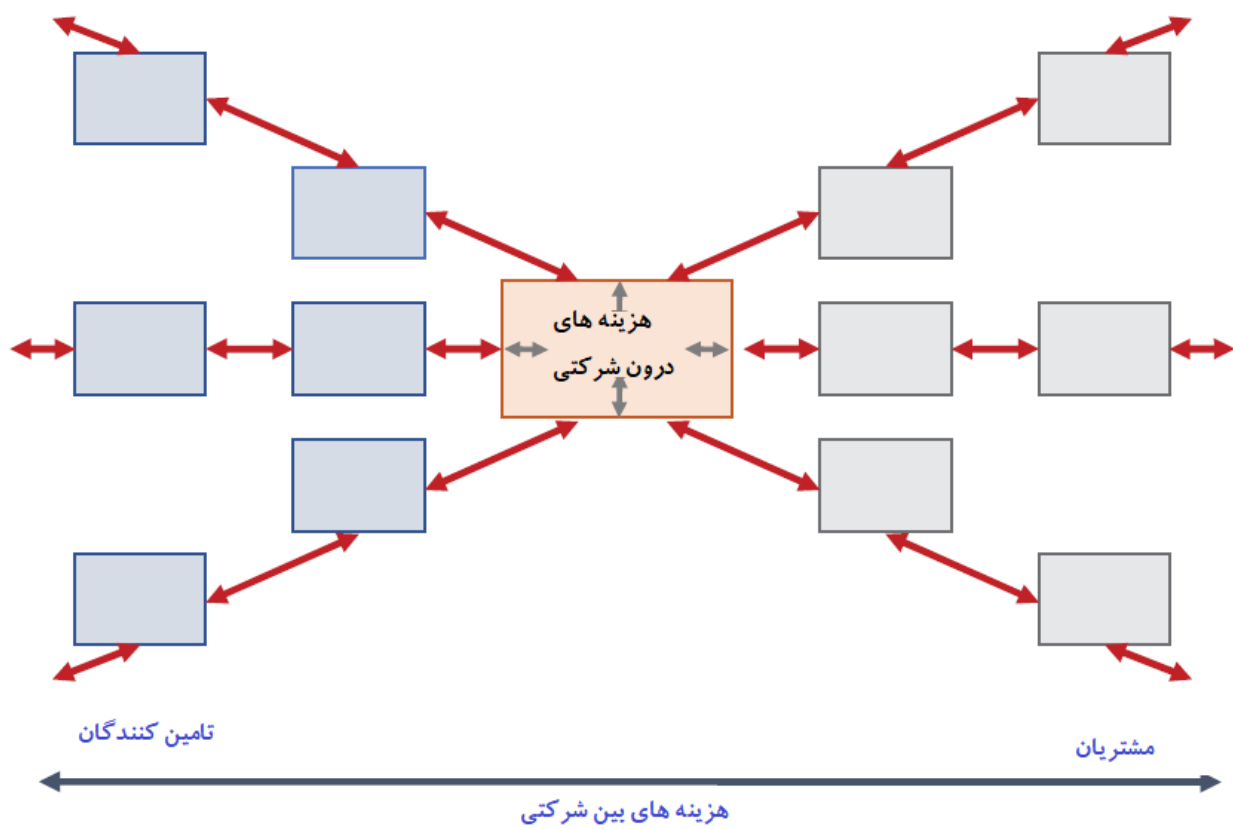 هزینه های
درون شرکتی
تامین کنندگان
مشتریان
هزینه های بین شرکتی